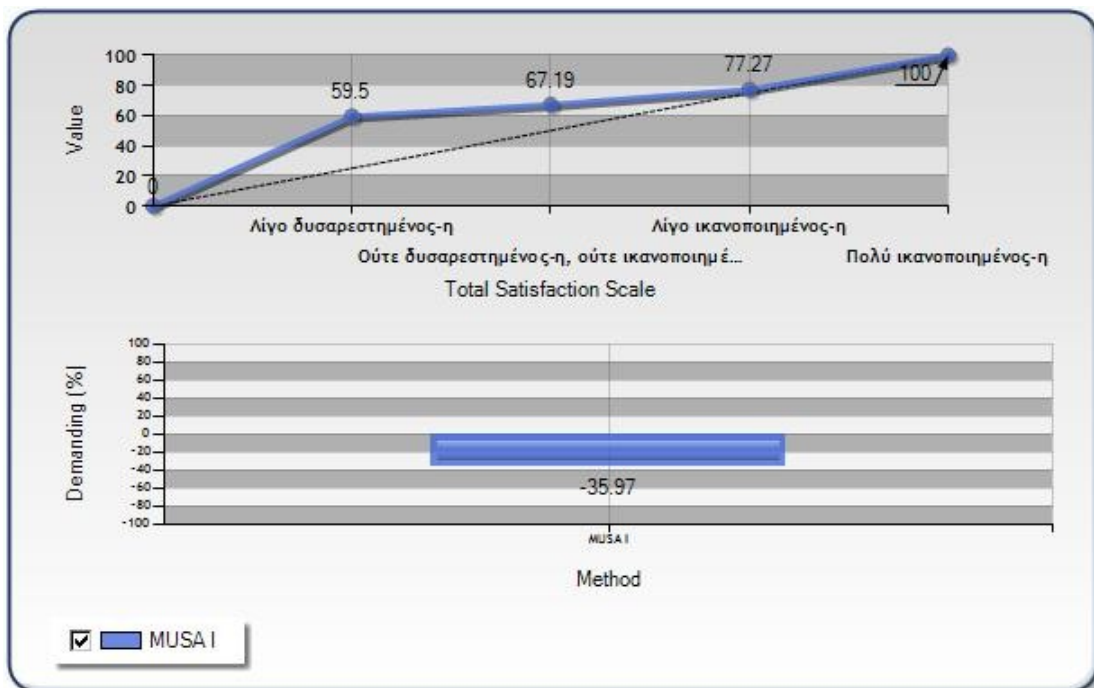 Value
100
80
60
40
20
0
0
59.5
67.19
77.27
100
Λίγο δυσαρεστημένος-η
Λίγο ικανοποιημένος-η
Ούτε δυσαρεστημένος-η, ούτε ικανοποιημέ...
Πολύ ικανοποιημένος-η
Total Satisfaction Scale
Demanding (%)
100
80
60
40
20
0
-20
-40
-60
-80
-100
-35.97
MUSA I
Method
MUSA I